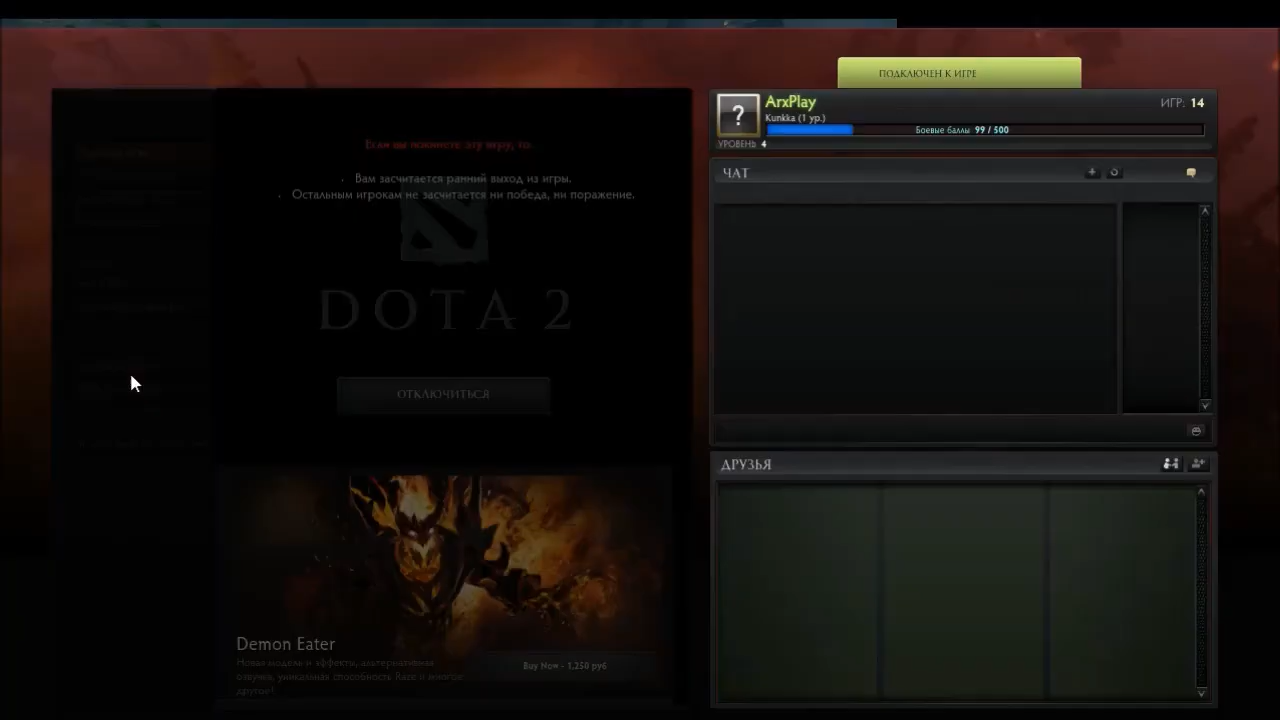 ПОДКЛЮЧЕН К ИГРЕ
ArxPlay
ИГР: 14
Kunkka (1 ур.)
Боевые баллы 99 / 500
УРОВЕНЬ 4
Если вы покинете эту игру, то:
Вам засчитается ранний выход из игры.
Остальным игрокам не засчитается ни победа, ни поражение.
DOTA 2
ОТКЛЮЧИТЬСЯ
ЧАТ
ДРУЗЬЯ
Demon Eater
Новая модель и эффекты, альтернативная
озвучка, уникальная способность Raze и многое
другое!
Buy Now - 1,250 руб